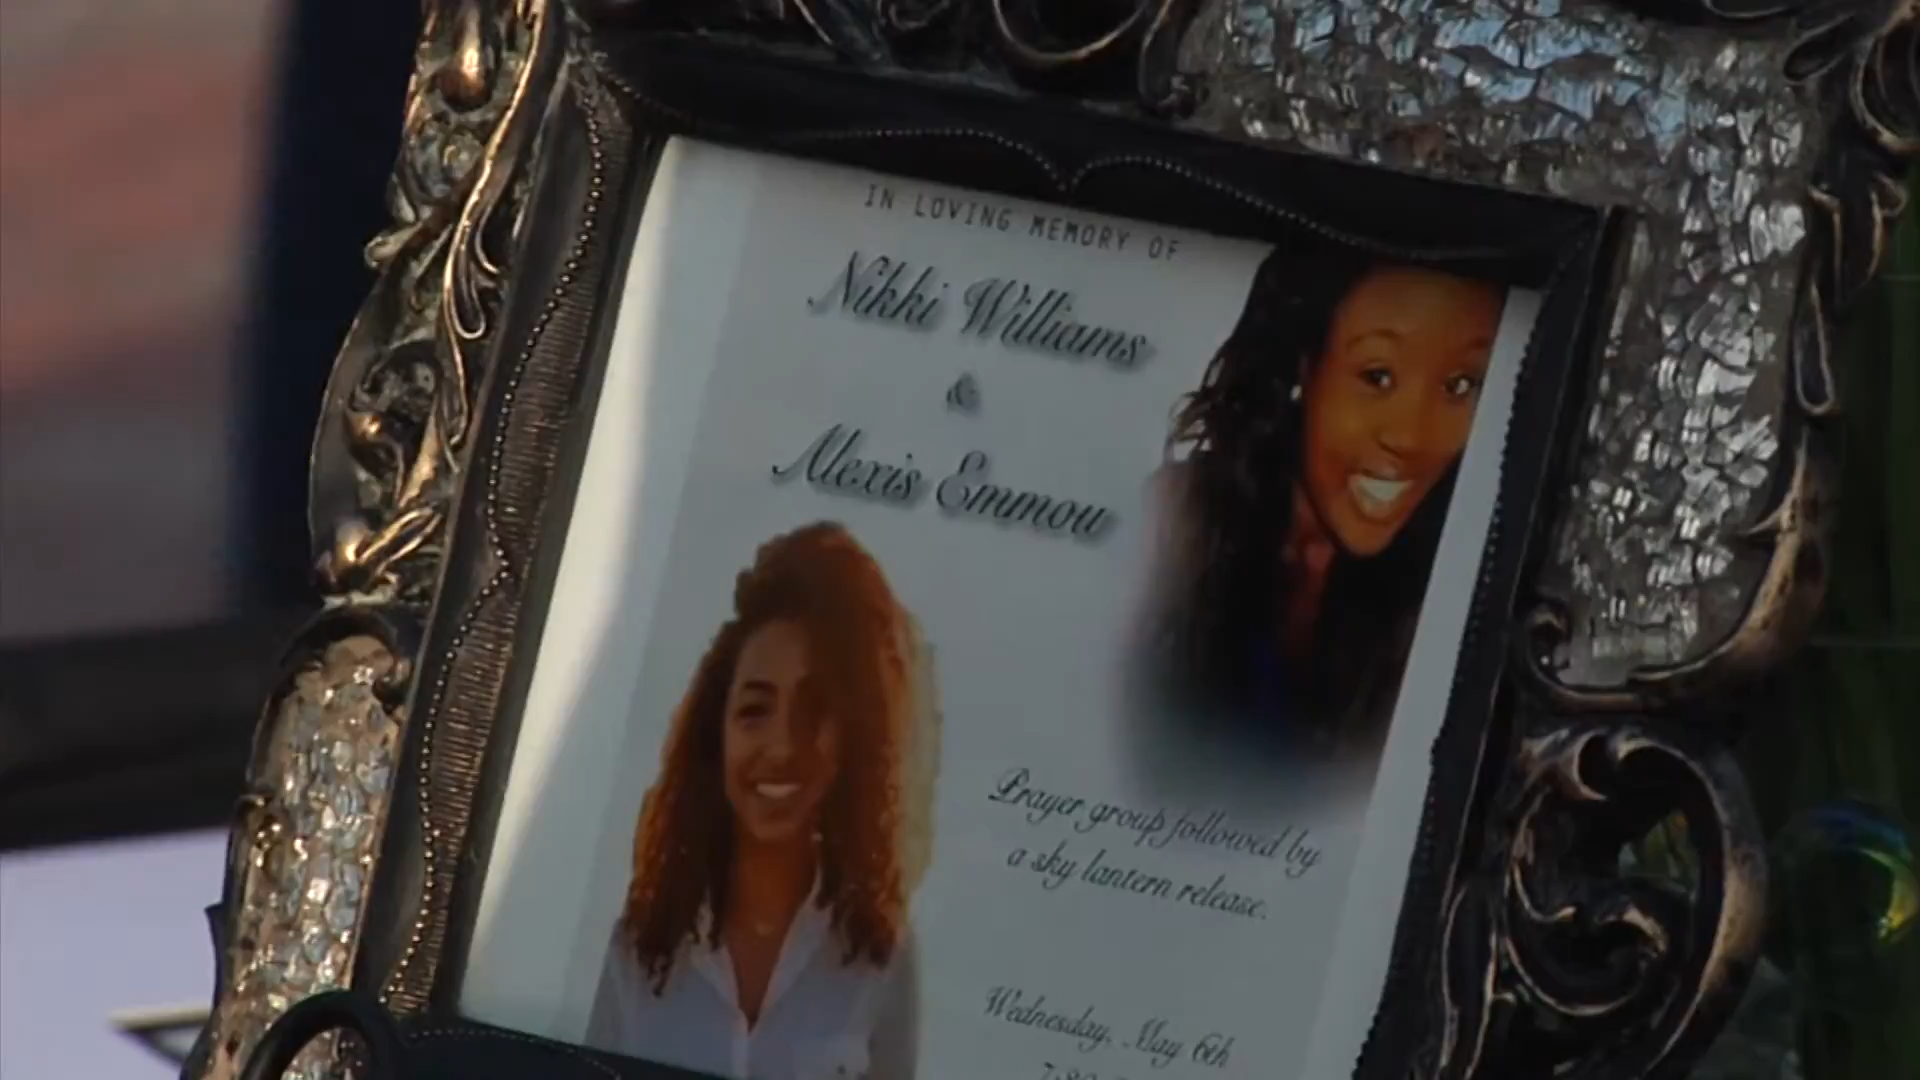 IN LOVING MEMORY OF
Nikki Williams
&
Alexis Emmou
Prayer group followed by
a sky lantern release.
Wednesday, May 6th